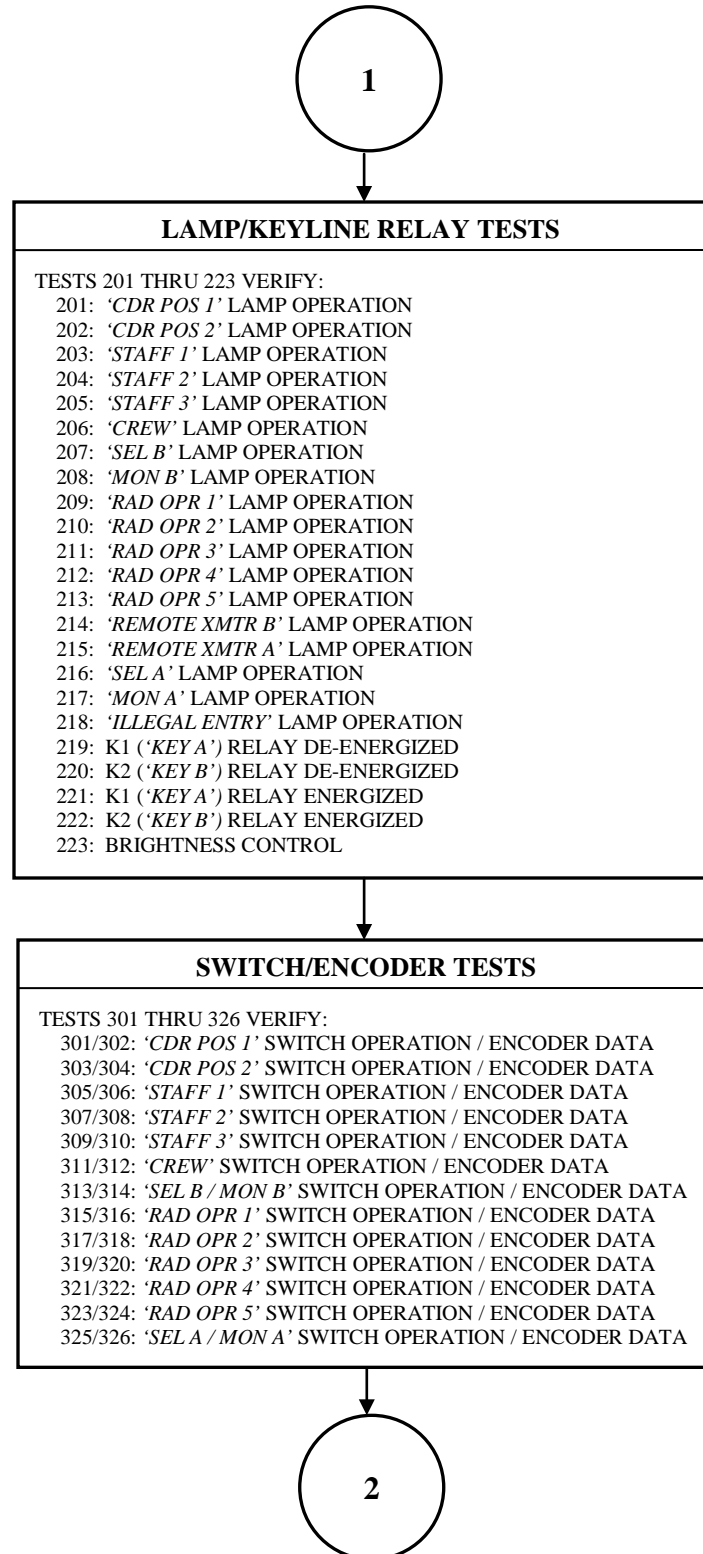 1
LAMP/KEYLINE RELAY TESTS
TESTS 201 THRU 223 VERIFY:
201: ‘CDR POS 1’ LAMP OPERATION
202: ‘CDR POS 2’ LAMP OPERATION
203: ‘STAFF 1’ LAMP OPERATION
204: ‘STAFF 2’ LAMP OPERATION
205: ‘STAFF 3’ LAMP OPERATION
206: ‘CREW’ LAMP OPERATION
207: ‘SEL B’ LAMP OPERATION
208: ‘MON B’ LAMP OPERATION
209: ‘RAD OPR 1’ LAMP OPERATION
210: ‘RAD OPR 2’ LAMP OPERATION
211: ‘RAD OPR 3’ LAMP OPERATION
212: ‘RAD OPR 4’ LAMP OPERATION
213: ‘RAD OPR 5’ LAMP OPERATION
214: ‘REMOTE XMTR B’ LAMP OPERATION
215: ‘REMOTE XMTR A’ LAMP OPERATION
216: ‘SEL A’ LAMP OPERATION
217: ‘MON A’ LAMP OPERATION
218: ‘ILLEGAL ENTRY’ LAMP OPERATION
219: K1 (‘KEY A’) RELAY DE-ENERGIZED
220: K2 (‘KEY B’) RELAY DE-ENERGIZED
221: K1 (‘KEY A’) RELAY ENERGIZED
222: K2 (‘KEY B’) RELAY ENERGIZED
223: BRIGHTNESS CONTROL
SWITCH/ENCODER TESTS
TESTS 301 THRU 326 VERIFY:
301/302: ‘CDR POS 1’ SWITCH OPERATION / ENCODER DATA
303/304: ‘CDR POS 2’ SWITCH OPERATION / ENCODER DATA
305/306: ‘STAFF 1’ SWITCH OPERATION / ENCODER DATA
307/308: ‘STAFF 2’ SWITCH OPERATION / ENCODER DATA
309/310: ‘STAFF 3’ SWITCH OPERATION / ENCODER DATA
311/312: ‘CREW’ SWITCH OPERATION / ENCODER DATA
313/314: ‘SEL B / MON B’ SWITCH OPERATION / ENCODER DATA
315/316: ‘RAD OPR 1’ SWITCH OPERATION / ENCODER DATA
317/318: ‘RAD OPR 2’ SWITCH OPERATION / ENCODER DATA
319/320: ‘RAD OPR 3’ SWITCH OPERATION / ENCODER DATA
321/322: ‘RAD OPR 4’ SWITCH OPERATION / ENCODER DATA
323/324: ‘RAD OPR 5’ SWITCH OPERATION / ENCODER DATA
325/326: ‘SEL A / MON A’ SWITCH OPERATION / ENCODER DATA
2